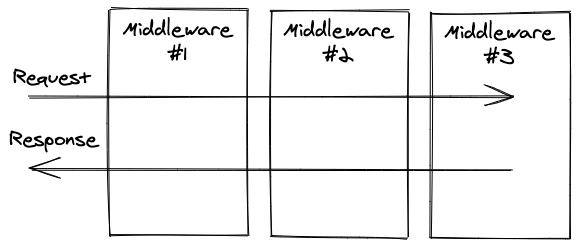 Middleware
#1
Middleware
#2
Middleware
#3
Request
Response